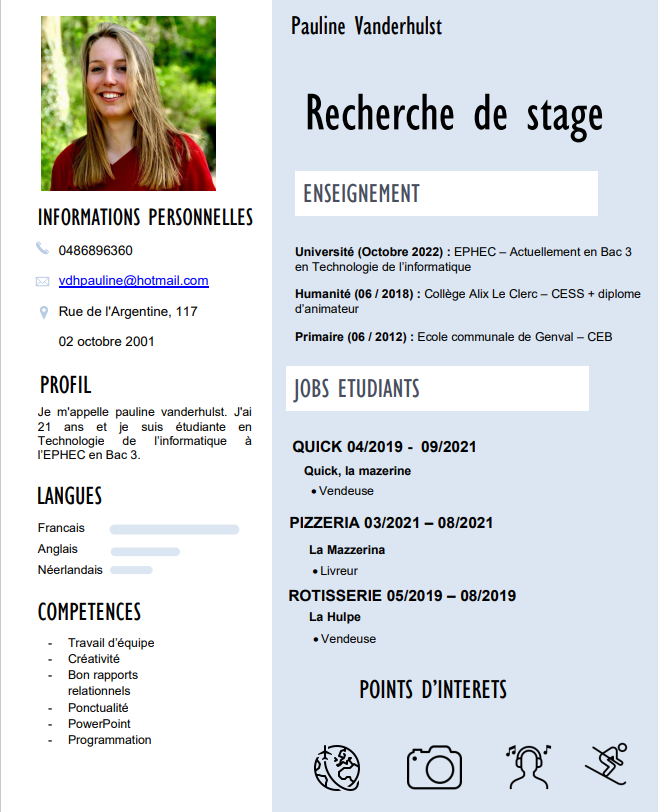 Pauline Vanderhulst
Recherche de stage
INFORMATIONS PERSONNELLES
0486896360
vdhpauline@hotmail.com
Rue de l'Argentine, 117
02 octobre 2001
PROFIL
Je m'appelle pauline vanderhulst. J'ai
21 ans et je suis étudiante en
Technologie de l'informatique à
l'EPHEC en Bac 3.
LANGUES
Francais
Anglais
Néerlandais
COMPETENCES
- Travail d'équipe
- Créativité
- Bon rapports
relationnels
- Ponctualité
- PowerPoint
- Programmation
ENSEIGNEMENT
Université (Octobre 2022) : EPHEC – Actuellement en Bac 3
en Technologie de l'informatique
Humanité (06 / 2018) : Collège Alix Le Clerc – CESS + diplome
d'animateur
Primaire (06 / 2012) : Ecole communale de Genval – CEB
JOBS ETUDIANTS
QUICK 04/2019 - 09/2021
Quick, la mazerine
• Vendeuse
PIZZERIA 03/2021 – 08/2021
La Mazzerina
• Livreur
ROTISSERIE 05/2019 – 08/2019
La Hulpe
• Vendeuse
POINTS D'INTERETS